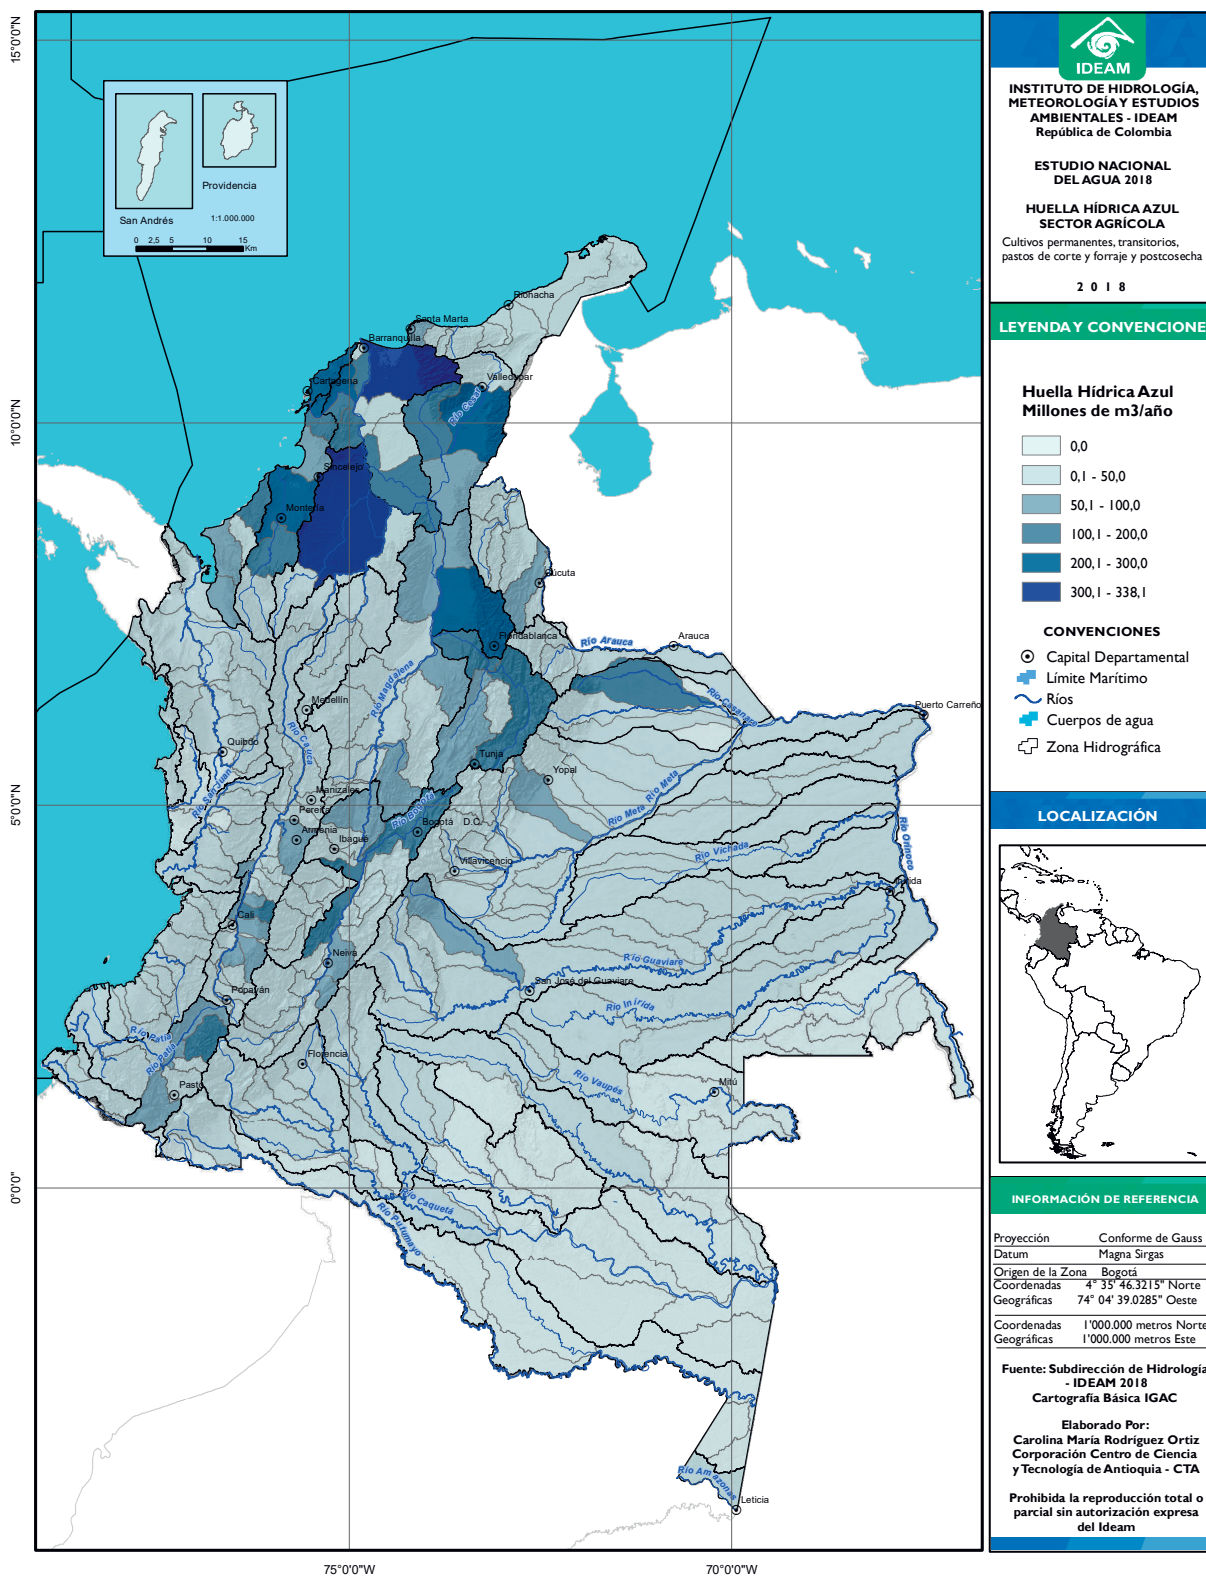 15°0'0"N
10°0'0"N
5°0'0"N
0°0'0"
75°0'0"W
70°0'0"W
San Andrés
Providencia
1:1.000.000
0 2,5 5 10 15
Km
Riohacha
Santa Marta
Barranquilla
Cartagena
Valledupar
Río Cesar
Sincelejo
Montería
Cúcuta
Floridablanca
Río Arauca
Arauca
Río Magdalena
Río Casanare
Puerto Carreño
Medellín
Río Cauca
Quibdó
Tunja
Yopal
Río San Juan
Manizales
Pereira
Armenia
Ibagué
Río Bogotá
Bogotá D.C.
Río Meta
Río Meta
Río Orinoco
Río Vichada
Villavicencio
Inírida
Cali
Neiva
Río Guaviare
San José del Guaviare
Popayán
Río Inírida
Río Patía
Río Patía
Florencia
Río Vaupés
Mitú
Pasto
Río Caquetá
Río Putumayo
Río Amazonas
Leticia
IDEAM
INSTITUTO DE HIDROLOGÍA,
METEOROLOGÍA Y ESTUDIOS
AMBIENTALES - IDEAM
República de Colombia
ESTUDIO NACIONAL
DEL AGUA 2018
HUELLA HÍDRICA AZUL
SECTOR AGRÍCOLA
Cultivos permanentes, transitorios,
pastos de corte y forraje y postcosecha
2 0 1 8
LEYENDA Y CONVENCIONE
Huella Hídrica Azul
Millones de m3/año
0,0
0,1 - 50,0
50,1 - 100,0
100,1 - 200,0
200,1 - 300,0
300,1 - 338,1
CONVENCIONES
Capital Departamental
Límite Marítimo
Ríos
Cuerpos de agua
Zona Hidrográfica
LOCALIZACIÓN
INFORMACIÓN DE REFERENCIA
Proyección Conforme de Gauss
Datum Magna Sirgas
Origen de la Zona Bogotá
Coordenadas 4° 35' 46.3215" Norte
Geográficas 74° 04' 39.0285" Oeste
Coordenadas 1'000.000 metros Norte
Geográficas 1'000.000 metros Este
Fuente: Subdirección de Hidrología
- IDEAM 2018
Cartografía Básica IGAC
Elaborado Por:
Carolina María Rodríguez Ortiz
Corporación Centro de Ciencia
y Tecnología de Antioquia - CTA
Prohibida la reproducción total o
parcial sin autorización expresa
del Ideam